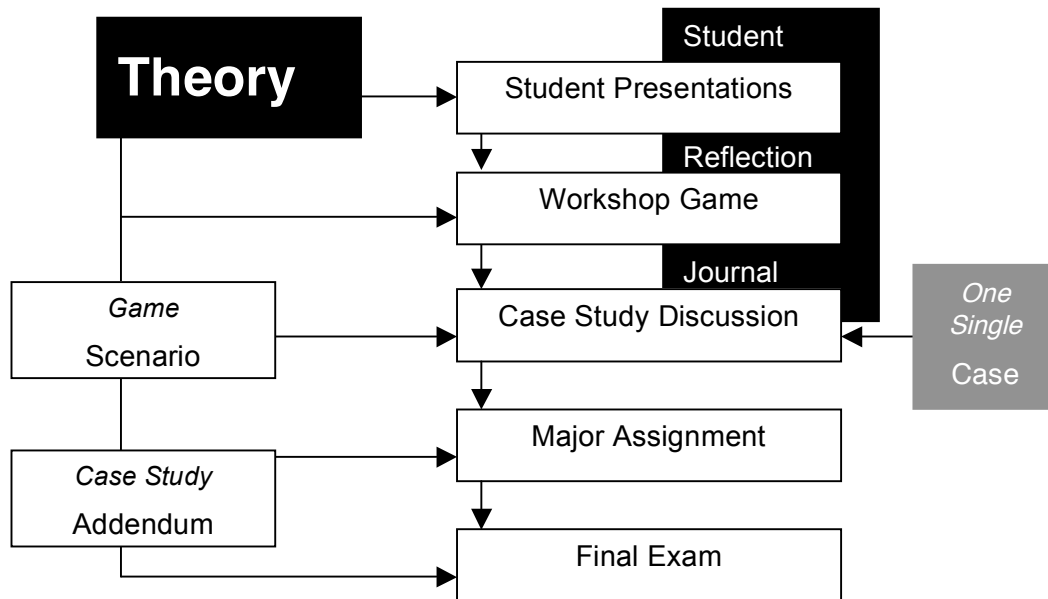 Student
Theory
Student Presentations
Reflection
Workshop Game
Journal
Game
Scenario
Case Study Discussion
One
Single
Case
Major Assignment
Case Study
Addendum
Final Exam